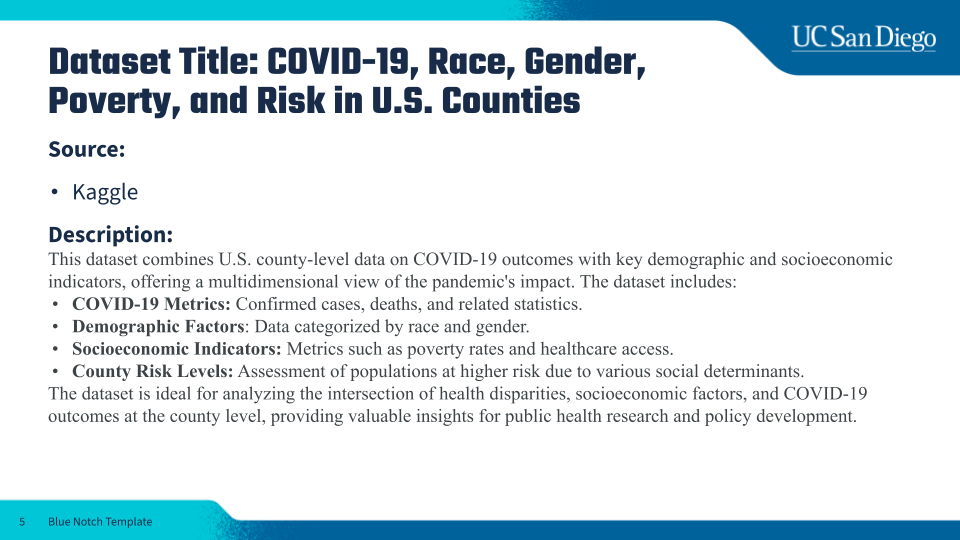 UC San Diego
Dataset Title: COVID-19, Race, Gender,
Poverty, and Risk in U.S. Counties
Source:
• Kaggle
Description:
This dataset combines U.S. county-level data on COVID-19 outcomes with key demographic and socioeconomic
indicators, offering a multidimensional view of the pandemic's impact. The dataset includes:
• COVID-19 Metrics: Confirmed cases, deaths, and related statistics.
• Demographic Factors: Data categorized by race and gender.
• Socioeconomic Indicators: Metrics such as poverty rates and healthcare access.
• County Risk Levels: Assessment of populations at higher risk due to various social determinants.
The dataset is ideal for analyzing the intersection of health disparities, socioeconomic factors, and COVID-19
outcomes at the county level, providing valuable insights for public health research and policy development.
5 Blue Notch Template